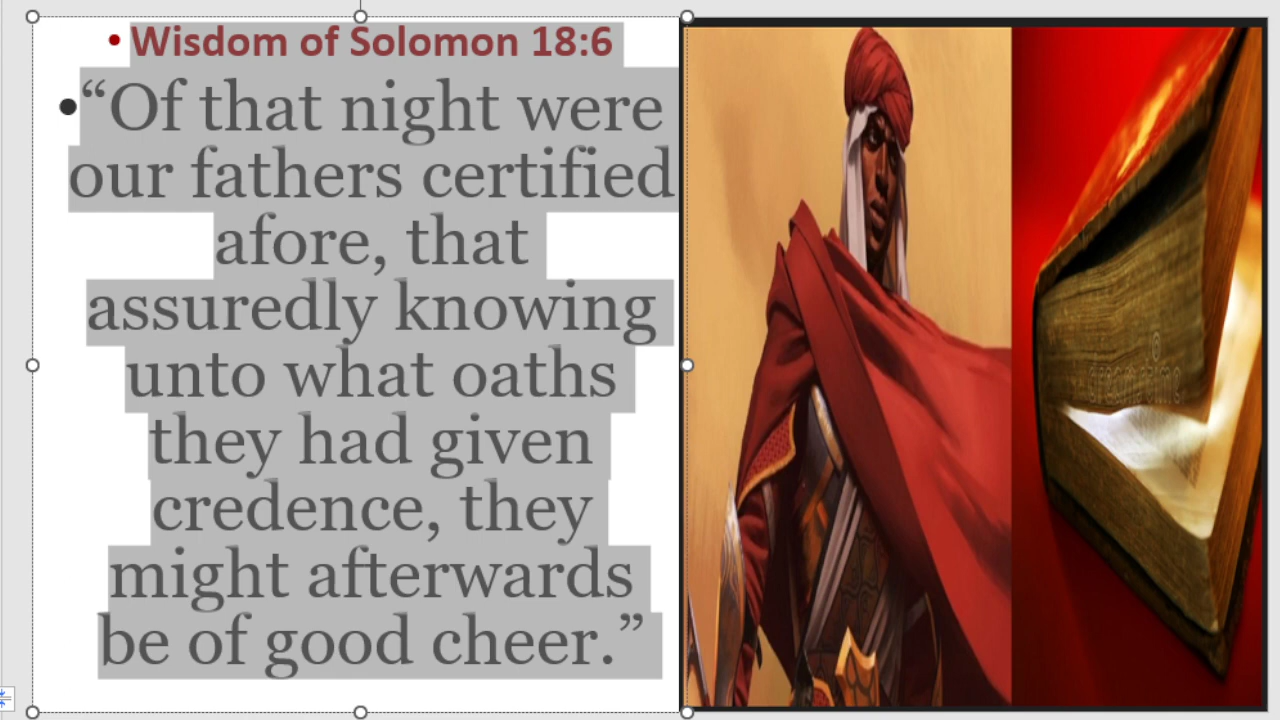 • Wisdom of Solomon 18:6
• “Of that night were
our fathers certified
afore, that
assuredly knowing
unto what oaths
they had given
credence, they
might afterwards
be of good cheer.”
dreamstime